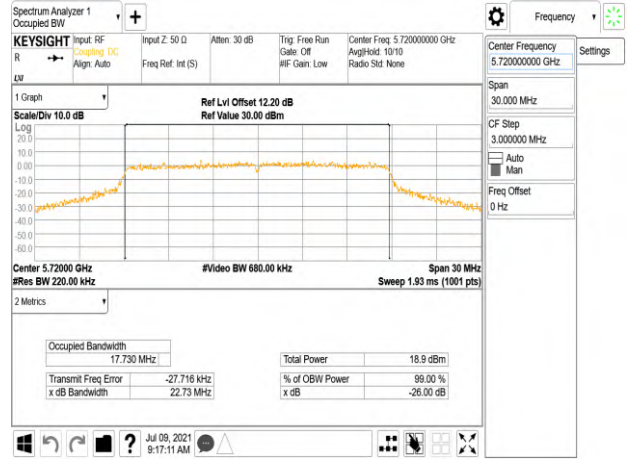 Spectrum Analyzer 1
Occupied BW
Frequency
KEYSIGHT
R
Input: RF
Coupling: DC
Align: Auto
Input Z: 50 Ω
Freq Ref: Int (S)
Atten: 30 dB
Trig: Free Run
Gate: Off
#IF Gain: Low
Center Freq: 5.720000000 GHz
Avg|Hold: 10/10
Radio Std: None
Center Frequency
5.720000000 GHz
Settings
Span
30.000 MHz
CF Step
3.000000 MHz
Auto
Man
Freq Offset
0 Hz
1 Graph
Scale/Div 10.0 dB
Ref Lvl Offset 12.20 dB
Ref Value 30.00 dBm
Log
20.0
10.0
0.00
-10.0
-20.0
-30.0
-40.0
-50.0
-60.0
Center 5.72000 GHz
#Video BW 680.00 kHz
Span 30 MHz
#Res BW 220.00 kHz
Sweep 1.93 ms (1001 pts)
2 Metrics
Occupied Bandwidth
17.730 MHz
Total Power 18.9 dBm
Transmit Freq Error -27.716 kHz
% of OBW Power 99.00 %
x dB Bandwidth 22.73 MHz
x dB -26.00 dB
?
Jul 09, 2021
9:17:11 AM